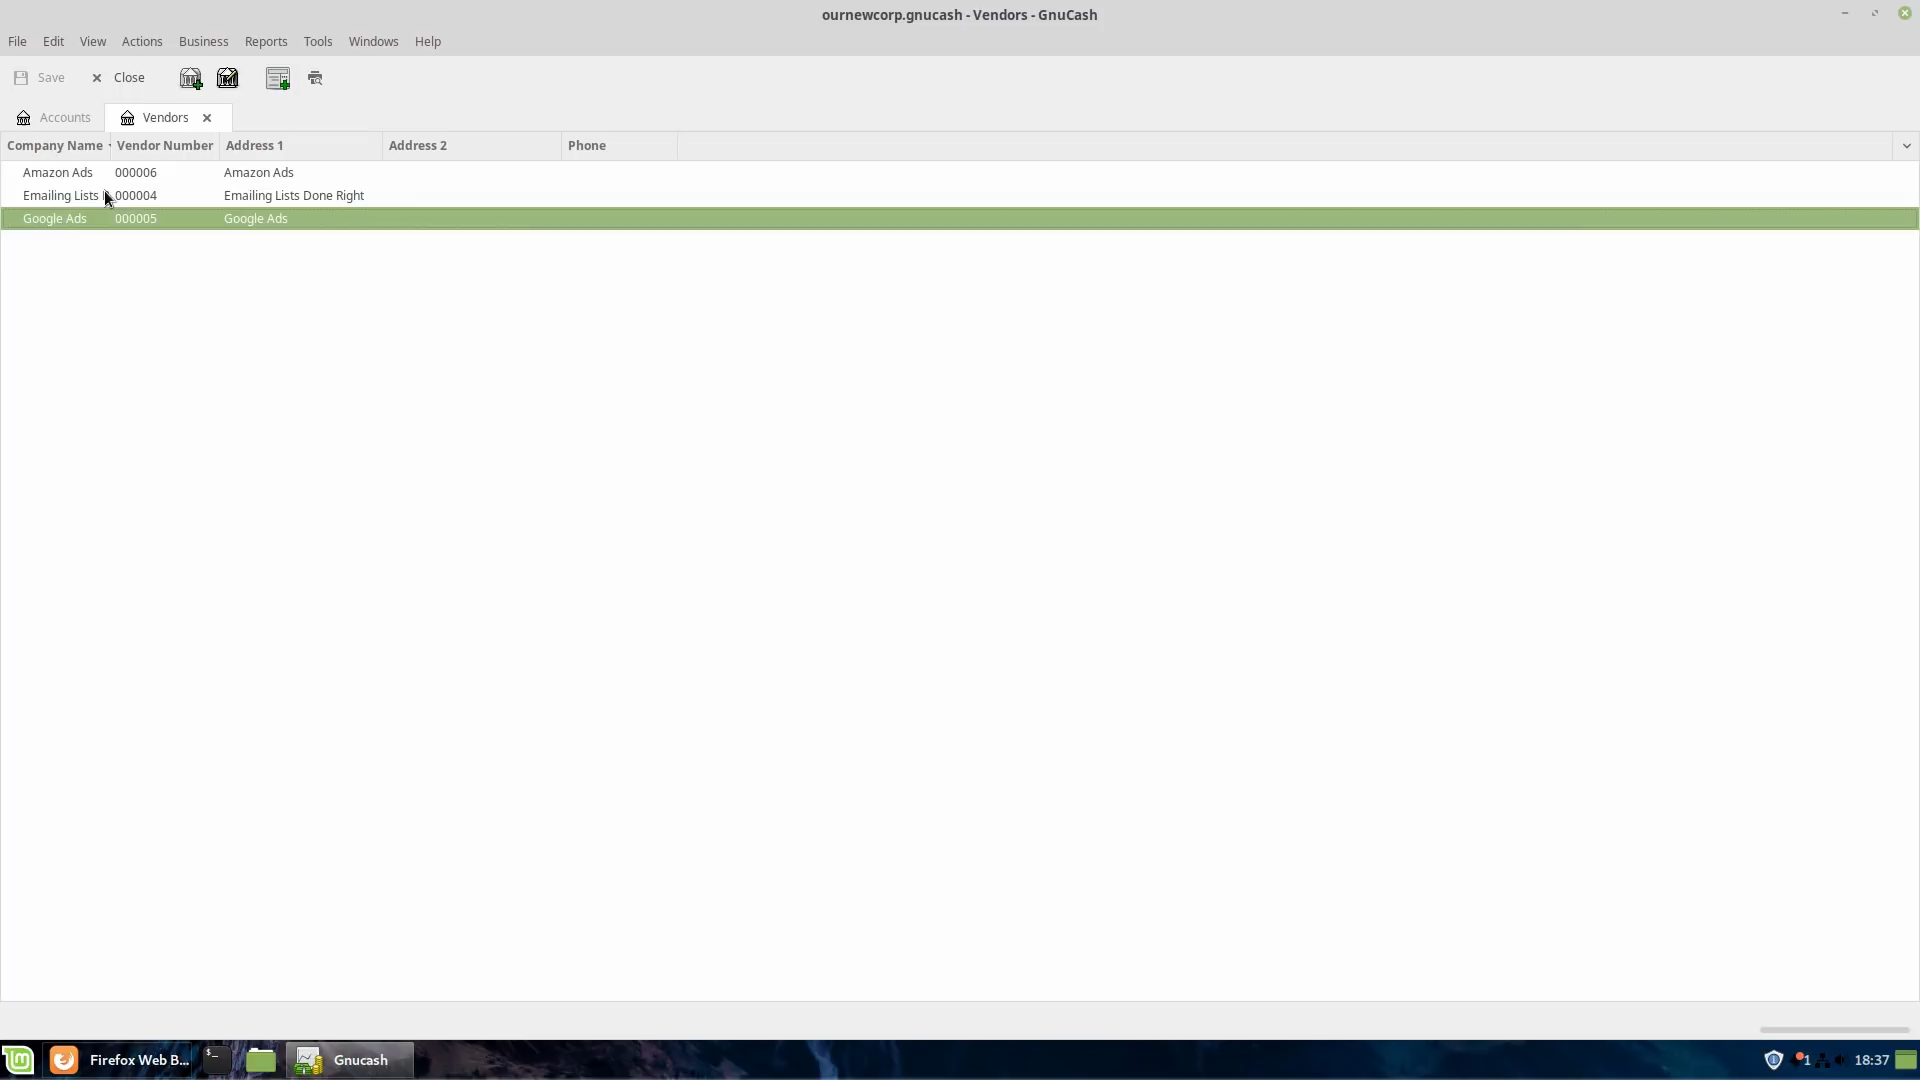 ournewcorp.gnucash - Vendors - GnuCash
File Edit View Actions Business Reports Tools Windows Help
Save Close
Accounts Vendors
Company Name Vendor Number Address 1 Address 2 Phone
Amazon Ads 000006 Amazon Ads
Emailing Lists 000004 Emailing Lists Done Right
Google Ads 000005 Google Ads
Firefox Web B... Gnucash 1 18:37